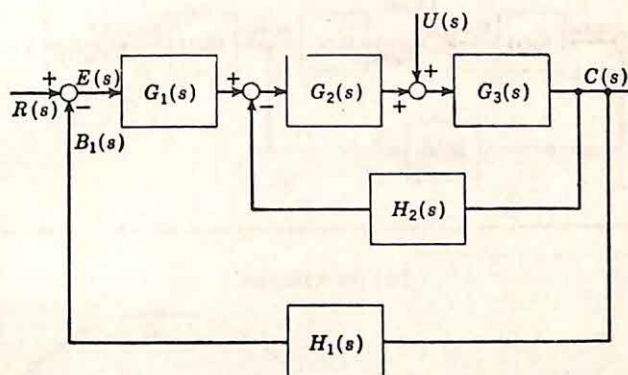 U(s)
+ E(s) G₁(s) + G₂(s) + + G₃(s) C(s)
R(s) − −
B₁(s)
H₂(s)
H₁(s)